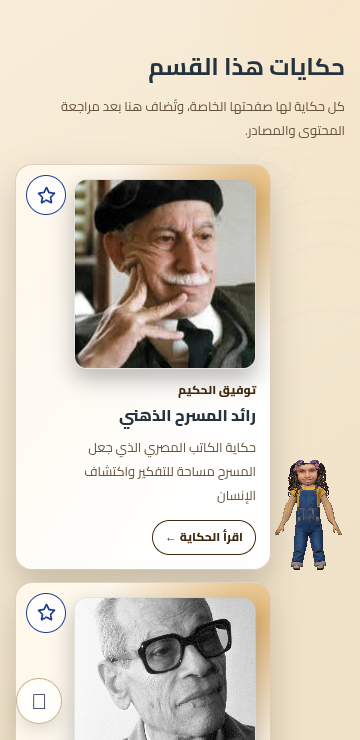 حكايات هذا القسم
كل حكاية لها صفحتها الخاصة، وتُضاف هنا بعد مراجعة
المحتوى والمصادر.
توفيق الحكيم
رائد المسرح الذهني
حكاية الكاتب المصري الذي جعل
المسرح مساحة للتفكير واكتشاف
الإنسان
اقرأ الحكاية ←